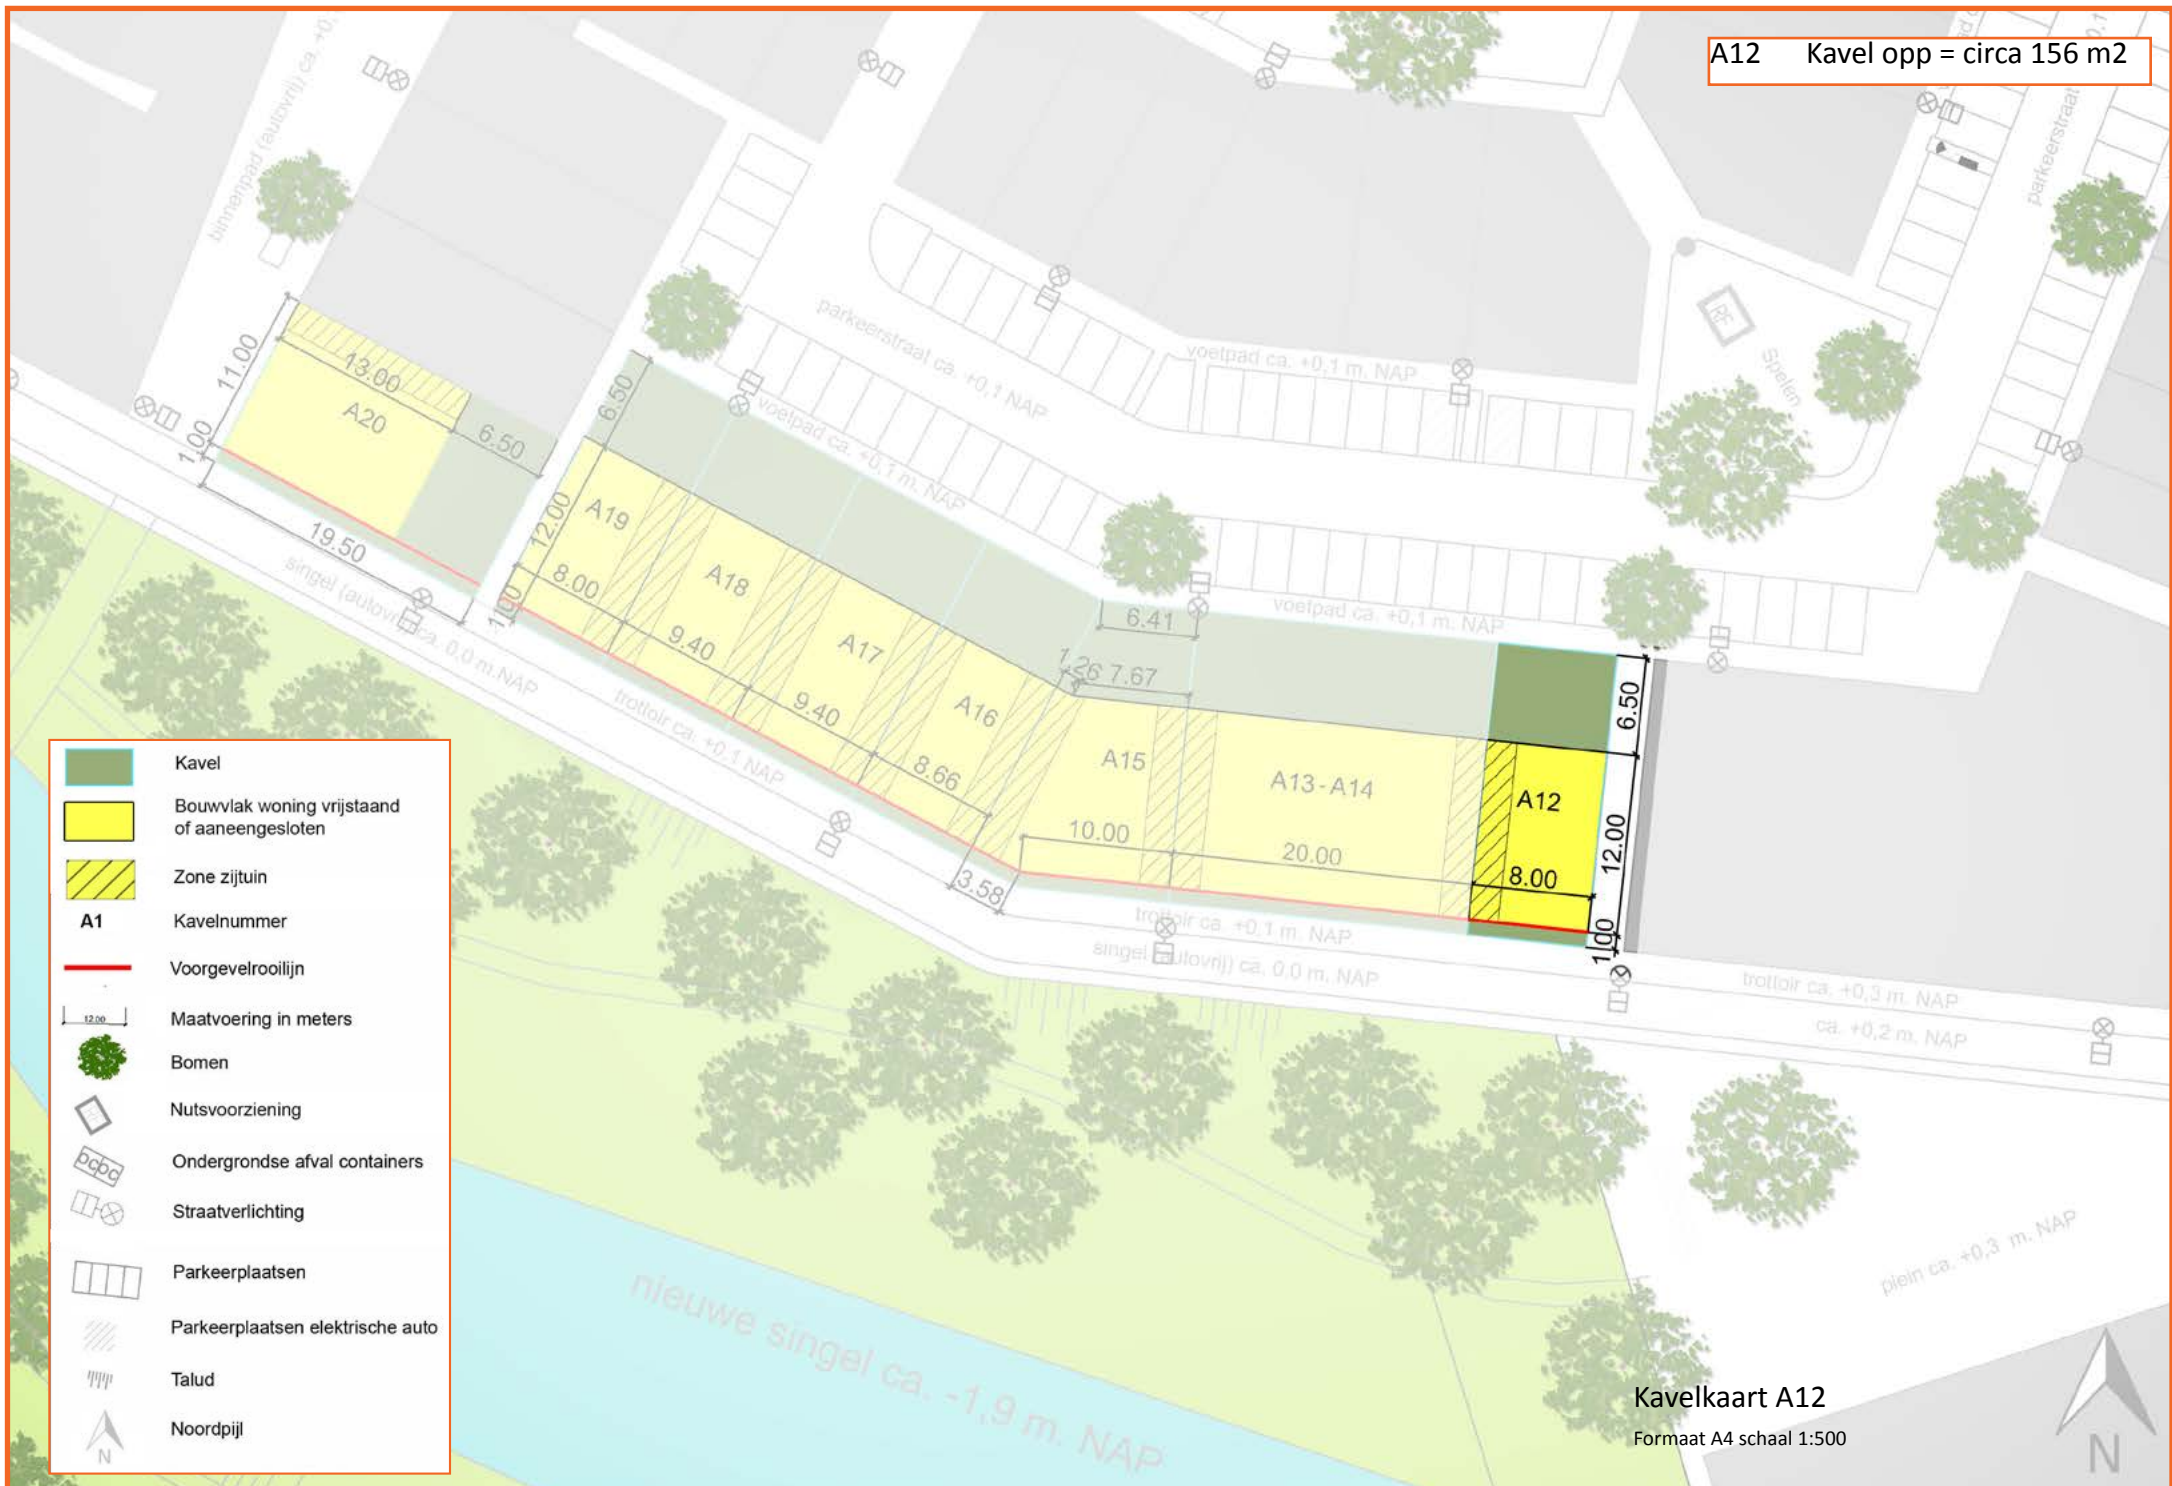 A12 Kavel opp = circa 156 m2
binnenpad (autovrij) ca. +0,
parkeerstraat
0,1
parkeerstraat ca. +0,1 NAP
voetpad ca. +0,1 m. NAP
Spelen
voetpad ca. +0,1 m. NAP
voetpad ca. +0,1 m. NAP
11.00
13.00
A20
1.00
6.50
19.50
6.50
12.00
A19
8.00
1.00
A18
9.40
A17
9.40
A16
8.66
6.41
1.26 7.67
A15
10.00
A13-A14
20.00
3.58
A12
8.00
6.50
12.00
1.00
singel (autovrij) ca. 0,0 m. NAP
trottoir ca. +0,1 NAP
trottoir ca. +0,1 m. NAP
singel (autovrij) ca. 0,0 m. NAP
trottoir ca. +0,3 m. NAP
ca. +0,2 m. NAP
plein ca. +0,3 m. NAP
nieuwe singel ca. -1,9 m. NAP
Kavel
Bouwvlak woning vrijstaand
of aaneengesloten
Zone zijtuin
A1 Kavelnummer
Voorgevelrooilijn
12.00 Maatvoering in meters
Bomen
Nutsvoorziening
Ondergrondse afval containers
Straatverlichting
Parkeerplaatsen
Parkeerplaatsen elektrische auto
Talud
Noordpijl
N
Kavelkaart A12
Formaat A4 schaal 1:500
N